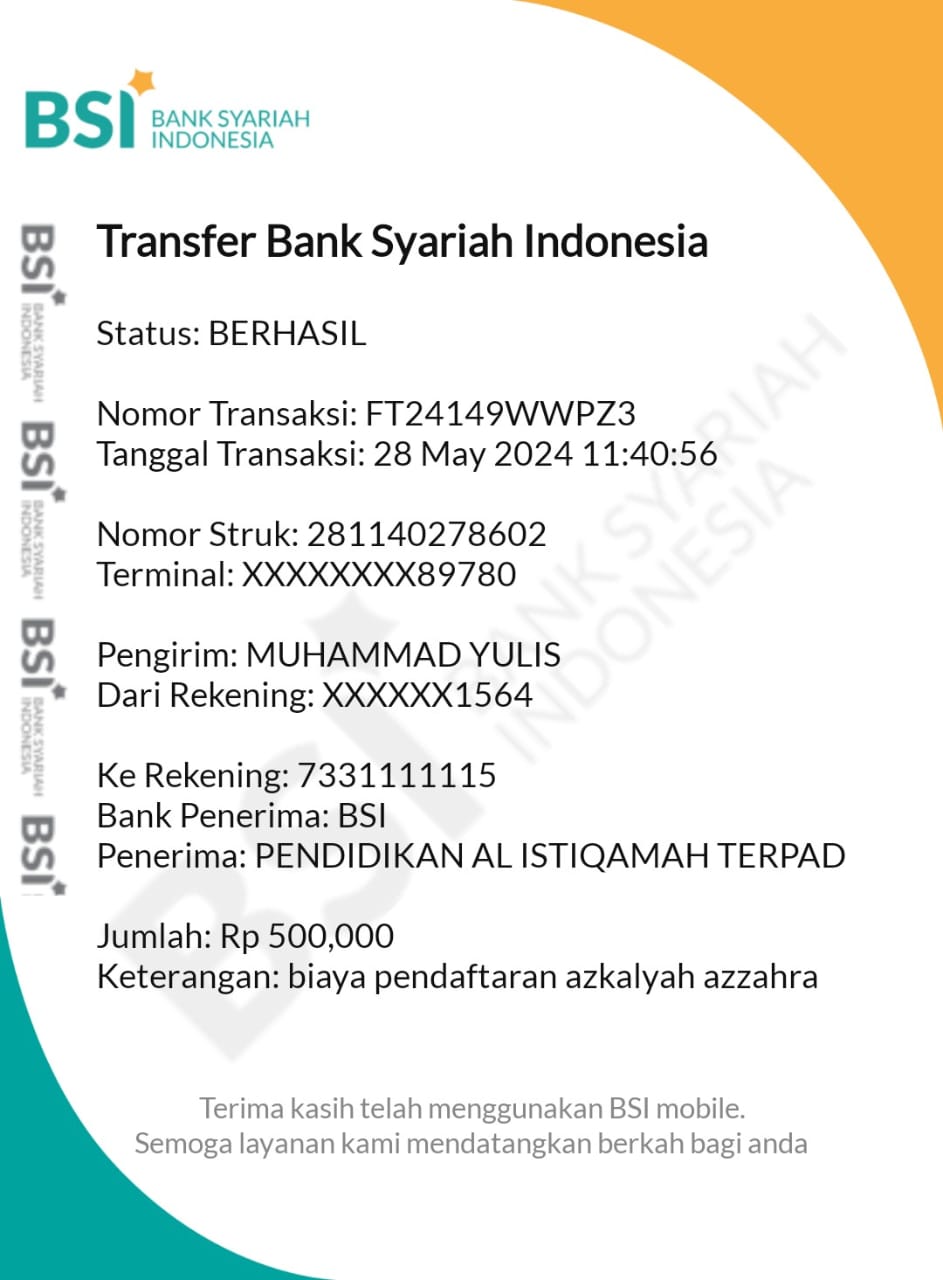 BSI BANK SYARIAH
INDONESIA
Transfer Bank Syariah Indonesia
Status: BERHASIL
Nomor Transaksi: FT24149WWPZ3
Tanggal Transaksi: 28 May 2024 11:40:56
Nomor Struk: 281140278602
Terminal: XXXXXXXX89780
Pengirim: MUHAMMAD YULIS
Dari Rekening: XXXXXX1564
Ke Rekening: 7331111115
Bank Penerima: BSI
Penerima: PENDIDIKAN AL ISTIQAMAH TERPAD
Jumlah: Rp 500,000
Keterangan: biaya pendaftaran azkalyah azzahra
Terima kasih telah menggunakan BSI mobile.
Semoga layanan kami mendatangkan berkah bagi anda
BSI BANK SYARIAH
INDONESIA
BSI BANK SYARIAH
INDONESIA
BSI BANK SYARIAH
INDONESIA
BSI
BSI BANK SYARIAH
INDONESIA